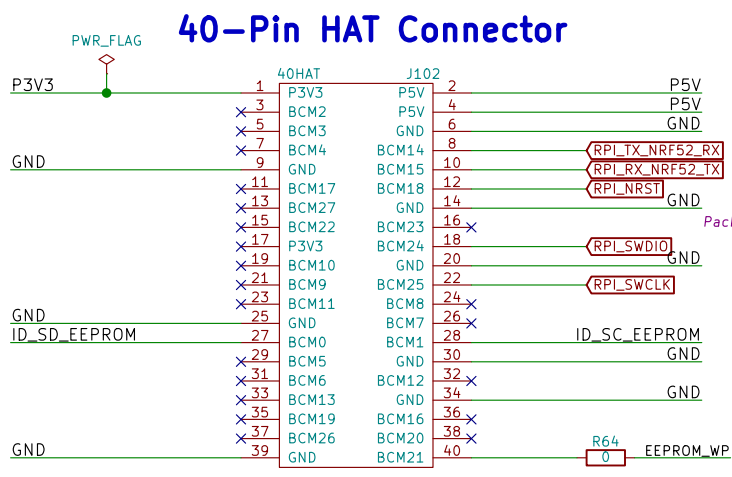 40-Pin HAT Connector
PWR_FLAG
40HAT J102
P3V3 1 P3V3 P5V 2 P5V
3 BCM2 P5V 4 P5V
5 BCM3 GND 6 GND
7 BCM4 BCM14 8 RPI_TX_NRF52_RX
GND 9 GND BCM15 10 RPI_RX_NRF52_TX
11 BCM17 BCM18 12 RPI_NRST
13 BCM27 GND 14 GND
15 BCM22 BCM23 16 Pac
17 P3V3 BCM24 18 RPI_SWDIO
19 BCM10 GND 20 GND
21 BCM9 BCM25 22 RPI_SWCLK
23 BCM11 BCM8 24
GND 25 GND BCM7 26
ID_SD_EEPROM 27 BCM0 BCM1 28 ID_SC_EEPROM
29 BCM5 GND 30 GND
31 BCM6 BCM12 32
33 BCM13 GND 34 GND
35 BCM19 BCM16 36
37 BCM26 BCM20 38
R64
GND 39 GND BCM21 40 0 EEPROM_WP